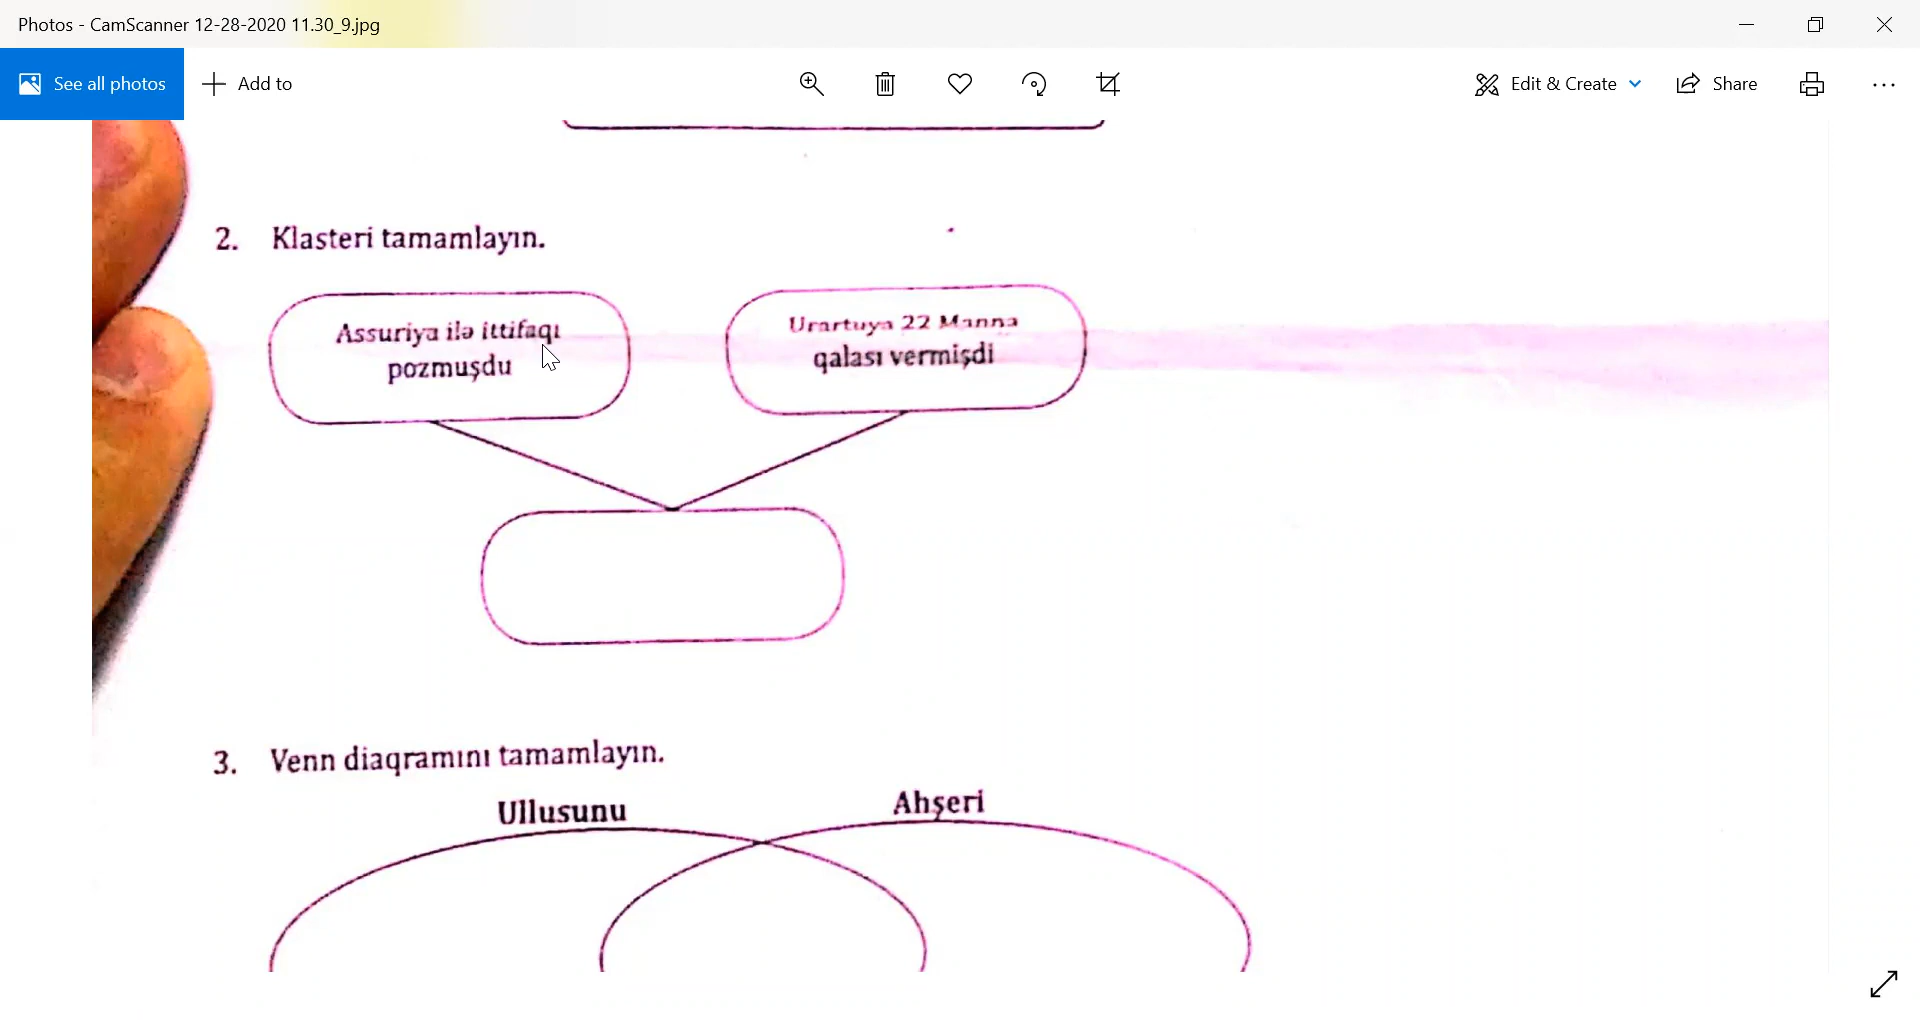 Photos - CamScanner 12-28-2020 11.30_9.jpg
See all photos
Add to
Edit & Create
Share
2. Klasteri tamamlayın.
Assuriya ilə ittifaqı
pozmuşdu
Urartuya 22 Manna
qalası vermişdi
3. Venn diaqramını tamamlayın.
Ullusunu
Ahşeri